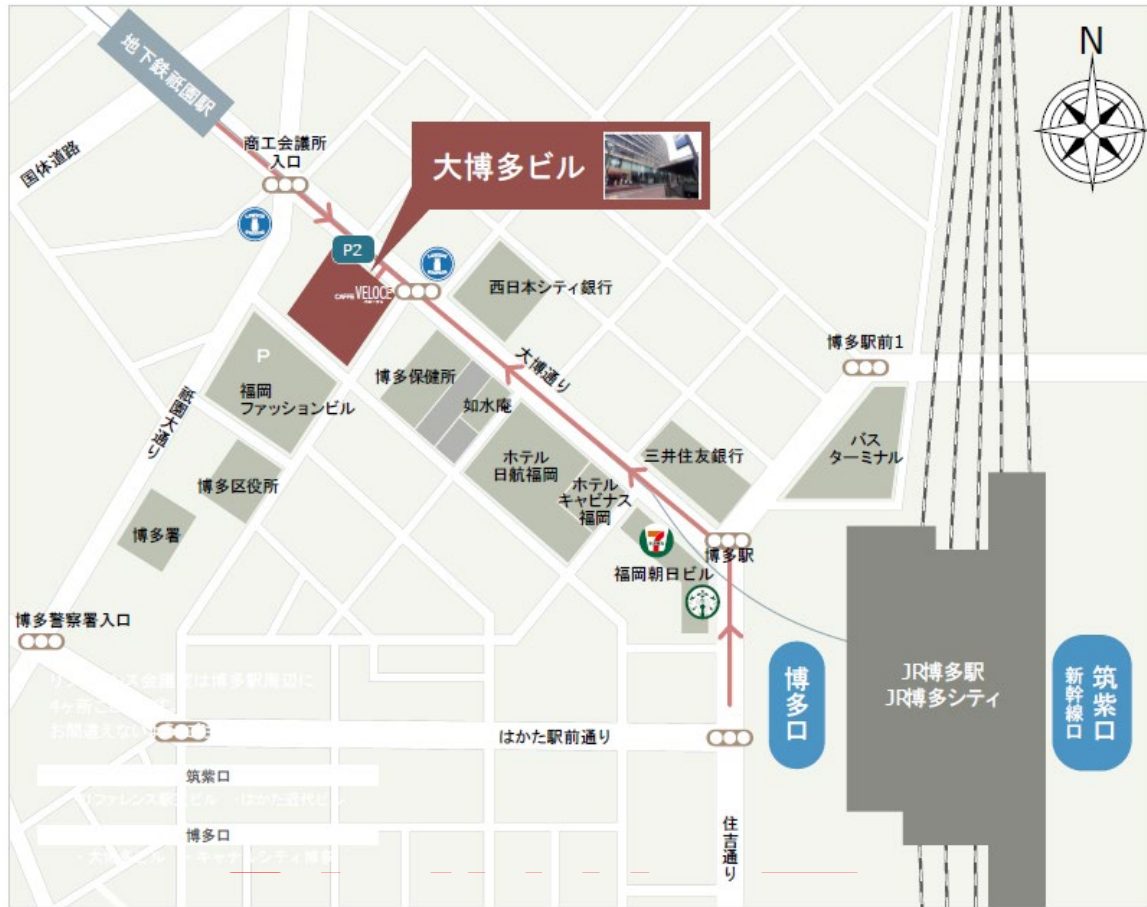 N
地下鉄祇園駅
国体道路
商工会議所
入口
大博多ビル
P2
CAFFÈ VELOCE
西日本シティ銀行
博多駅前1
大博通り
P
福岡
ファッションビル
博多保健所
如水庵
祇園大通り
ホテル
日航福岡
三井住友銀行
バス
ターミナル
ホテル
キャビナス
福岡
博多区役所
博多署
7
博多駅
福岡朝日ビル
博多警察署入口
博多口
JR博多駅
JR博多シティ
筑紫口
新幹線口
はかた駅前通り
住吉通り
筑紫口
博多口